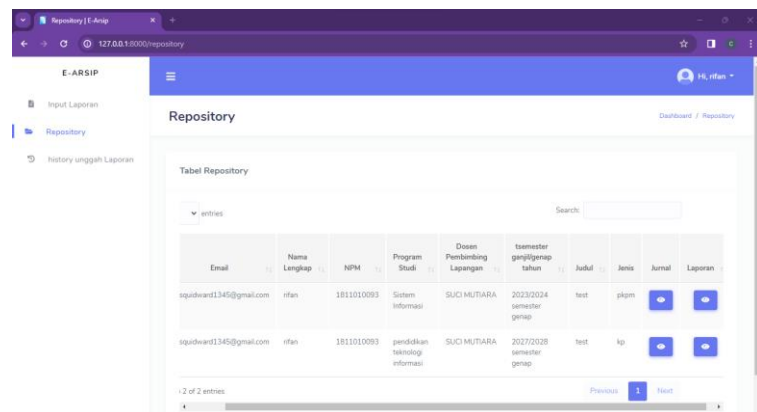 Repository | E-Arsip
127.0.0.1:8000/repository
E-ARSIP
Hi, rifan
Input Laporan
Repository
history unggah Laporan
Repository
Dashboard / Repository
Tabel Repository
entries
Search:
Email Nama Lengkap NPM Program Studi Dosen Pembimbing Lapangan tsemester ganjil/genap tahun Judul Jenis Jurnal Laporan
squidward1345@gmail.com rifan 1811010093 Sistem Informasi SUCI MUTIARA 2023/2024 semester genap test pkpm
squidward1345@gmail.com rifan 1811010093 pendidikan teknologi informasi SUCI MUTIARA 2027/2028 semester genap test kp
2 of 2 entries
Previous 1 Next